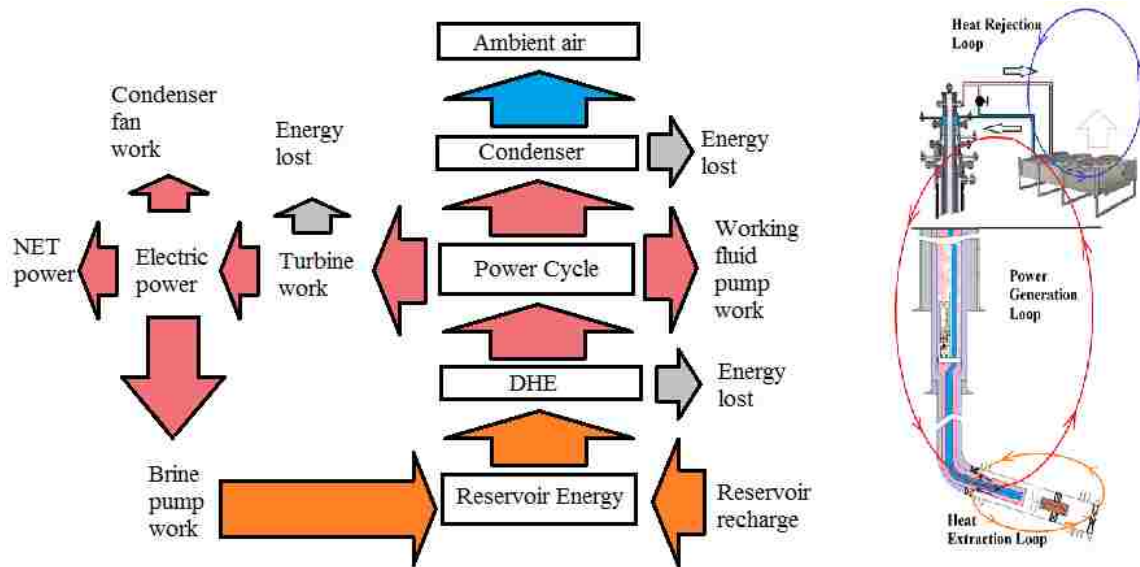 Ambient air
Condenser
fan
work
Energy
lost
Condenser
Energy
lost
NET
power
Electric
power
Turbine
work
Power Cycle
Working
fluid
pump
work
DHE
Energy
lost
Brine
pump
work
Reservoir Energy
Reservoir
recharge
Heat Rejection
Loop
Power
Generation
Loop
Heat
Extraction Loop